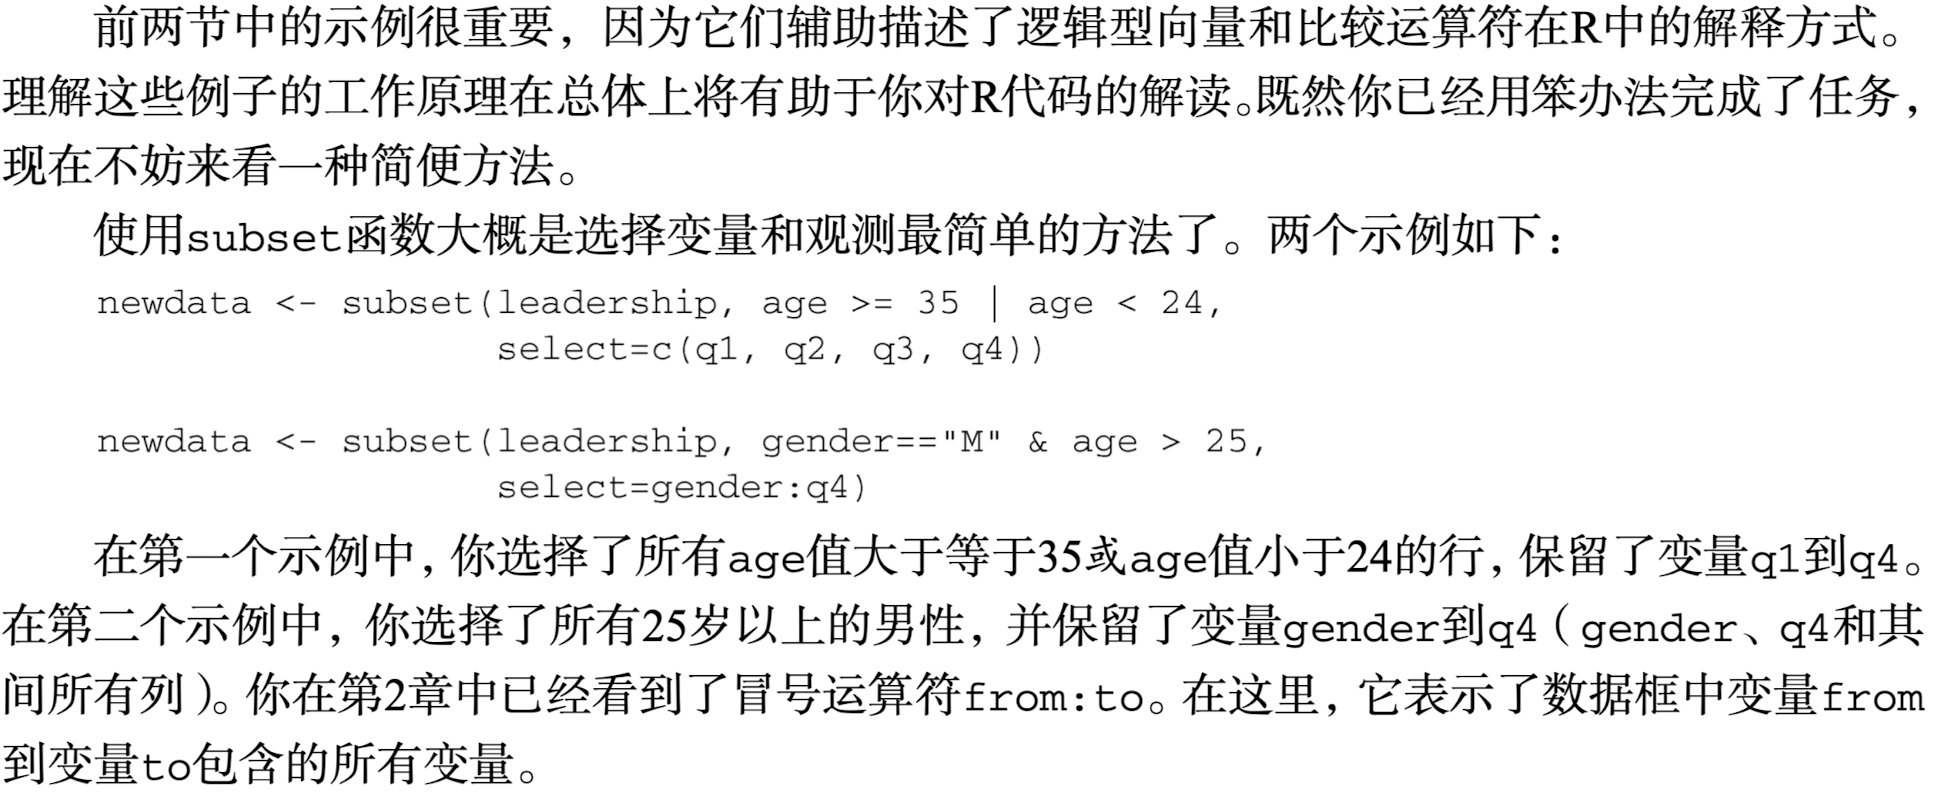 前两节中的示例很重要，因为它们辅助描述了逻辑型向量和比较运算符在R中的解释方式。
理解这些例子的工作原理在总体上将有助于你对R代码的解读。既然你已经用笨办法完成了任务，
现在不妨来看一种简便方法。
使用subset函数大概是选择变量和观测最简单的方法了。两个示例如下：
newdata <- subset(leadership, age >= 35 | age < 24,
select=c(q1, q2, q3, q4))
newdata <- subset(leadership, gender=="M" & age > 25,
select=gender:q4)
在第一个示例中，你选择了所有age值大于等于35或age值小于24的行，保留了变量q1到q4。
在第二个示例中，你选择了所有25岁以上的男性，并保留了变量gender到q4（gender、q4和其
间所有列）。你在第2章中已经看到了冒号运算符from:to。在这里，它表示了数据框中变量from
到变量to包含的所有变量。